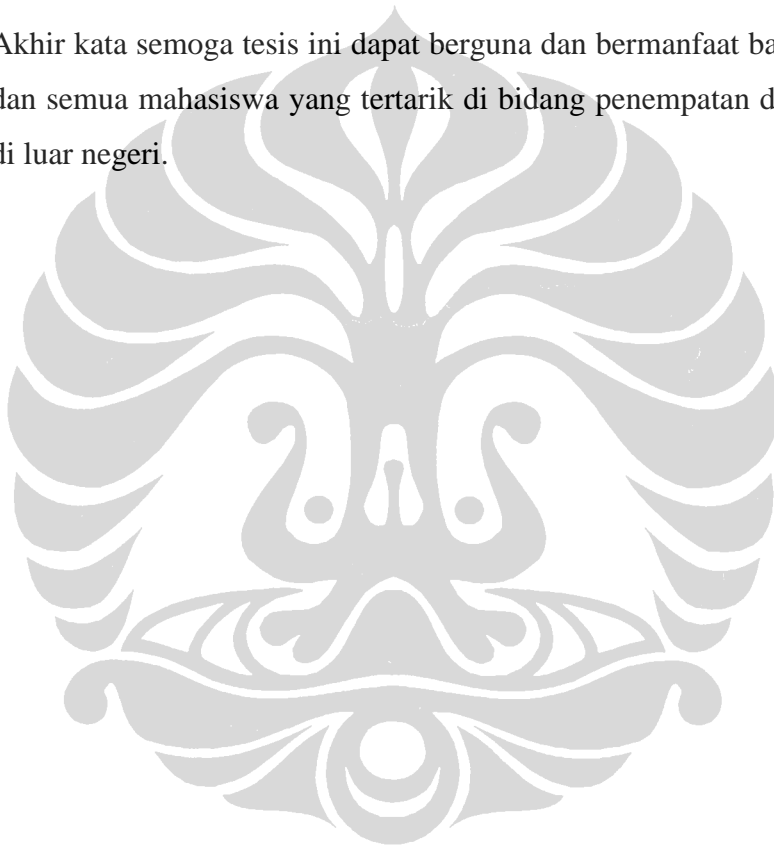 Akhir kata semoga tesis ini dapat berguna dan bermanfaat
dan semua mahasiswa yang tertarik di bidang penempatan
di luar negeri.